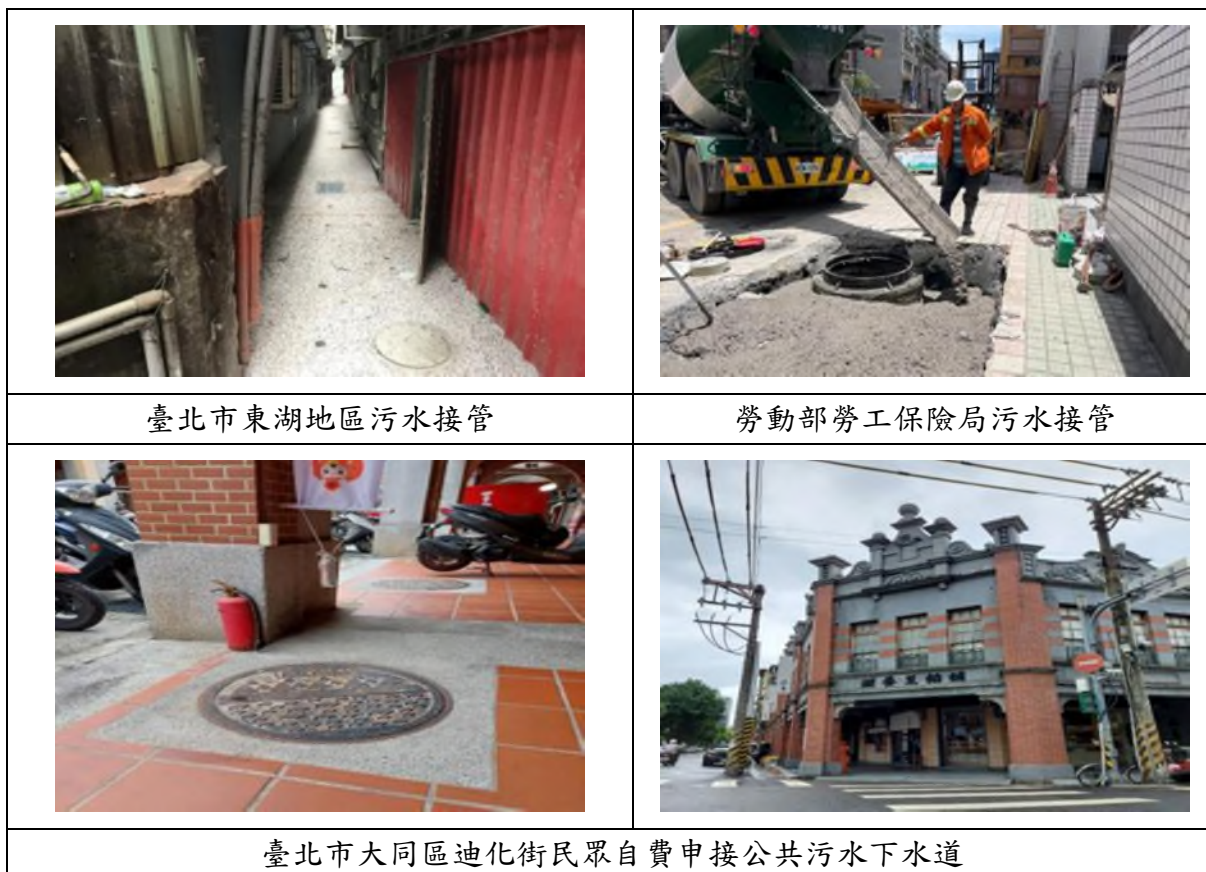 臺北市東湖地區污水接管
勞動部勞工保險局污水接管
臺北市大同區迪化街民眾自費申接公共污水下水道